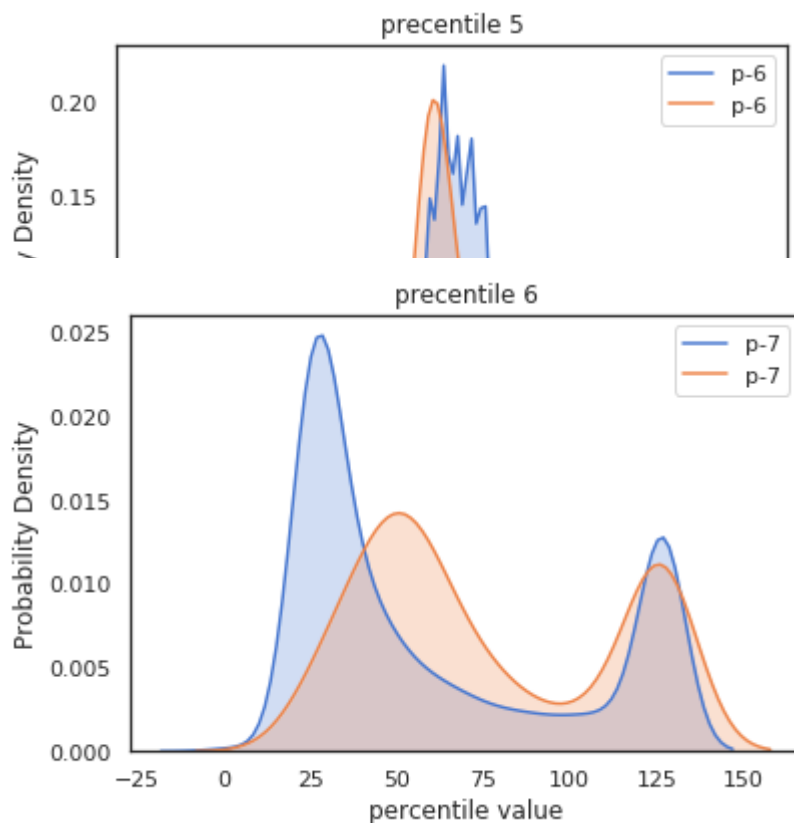 precentile 5
p-6
p-6
0.20
0.15
Density
precentile 6
p-7
p-7
0.025
0.020
0.015
0.010
0.005
0.000
Probability Density
−25 0 25 50 75 100 125 150
percentile value